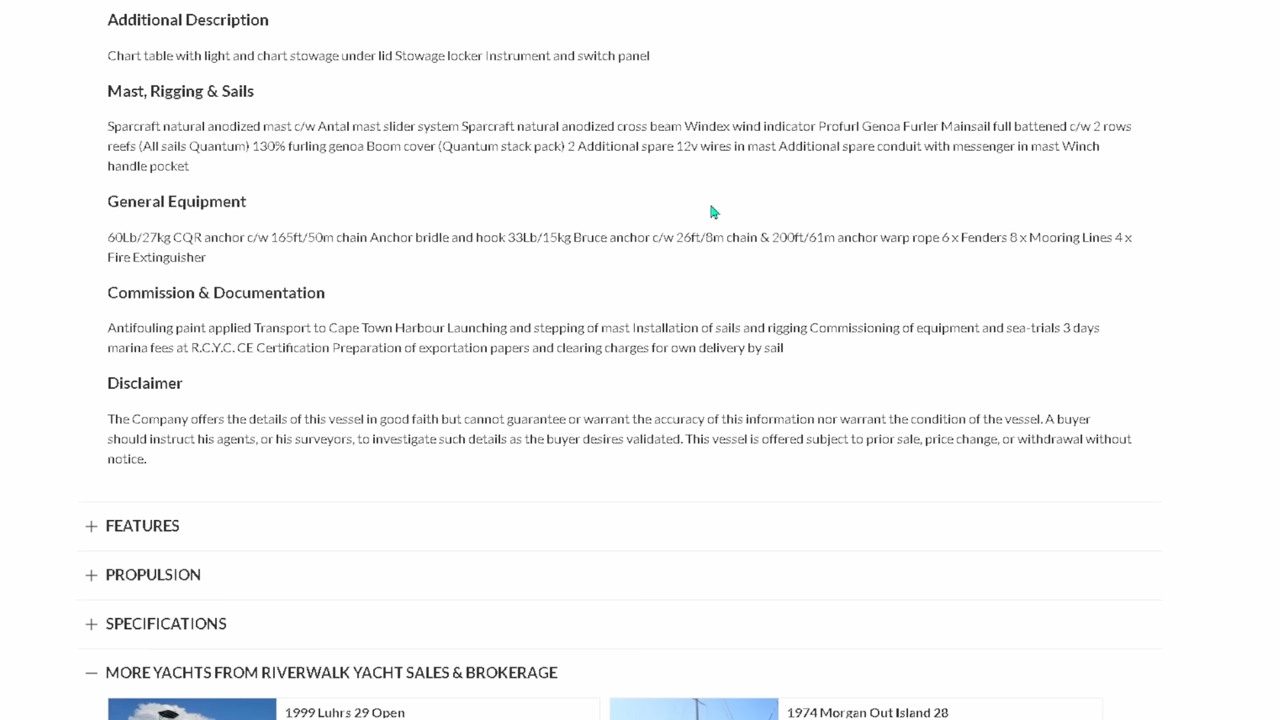 Additional Description
Chart table with light and chart stowage under lid Stowage locker Instrument and switch panel
Mast, Rigging & Sails
Sparcraft natural anodized mast c/w Antal mast slider system Sparcraft natural anodized cross beam Windex wind indicator Profurl Genoa Furler Mainsail full battened c/w 2 rows
reefs (All sails Quantum) 130% furling genoa Boom cover (Quantum stack pack) 2 Additional spare 12v wires in mast Additional spare conduit with messenger in mast Winch
handle pocket
General Equipment
60Lb/27kg CQR anchor c/w 165ft/50m chain Anchor bridle and hook 33Lb/15kg Bruce anchor c/w 26ft/8m chain & 200ft/61m anchor warp rope 6 x Fenders 8 x Mooring Lines 4 x
Fire Extinguisher
Commission & Documentation
Antifouling paint applied Transport to Cape Town Harbour Launching and stepping of mast Installation of sails and rigging Commissioning of equipment and sea-trials 3 days
marina fees at R.C.Y.C. CE Certification Preparation of exportation papers and clearing charges for own delivery by sail
Disclaimer
The Company offers the details of this vessel in good faith but cannot guarantee or warrant the accuracy of this information nor warrant the condition of the vessel. A buyer
should instruct his agents, or his surveyors, to investigate such details as the buyer desires validated. This vessel is offered subject to prior sale, price change, or withdrawal without
notice.
FEATURES
PROPULSION
SPECIFICATIONS
MORE YACHTS FROM RIVERWALK YACHT SALES & BROKERAGE
1999 Luhrs 29 Open
1974 Morgan Out Island 28